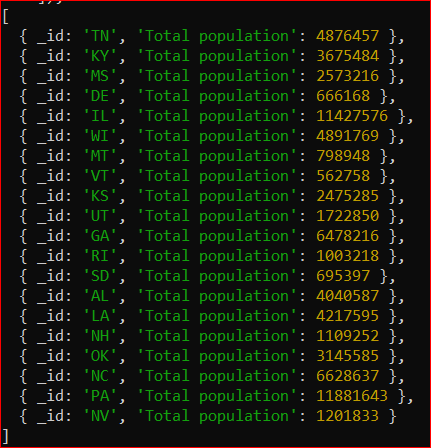 [
{ _id: 'TN', 'Total population': 4876457 },
{ _id: 'KY', 'Total population': 3675484 },
{ _id: 'MS', 'Total population': 2573216 },
{ _id: 'DE', 'Total population': 666168 },
{ _id: 'IL', 'Total population': 11427576 },
{ _id: 'WI', 'Total population': 4891769 },
{ _id: 'MT', 'Total population': 798948 },
{ _id: 'VT', 'Total population': 562758 },
{ _id: 'KS', 'Total population': 2475285 },
{ _id: 'UT', 'Total population': 1722850 },
{ _id: 'GA', 'Total population': 6478216 },
{ _id: 'RI', 'Total population': 1003218 },
{ _id: 'SD', 'Total population': 695397 },
{ _id: 'AL', 'Total population': 4040587 },
{ _id: 'LA', 'Total population': 4217595 },
{ _id: 'NH', 'Total population': 1109252 },
{ _id: 'OK', 'Total population': 3145585 },
{ _id: 'NC', 'Total population': 6628637 },
{ _id: 'PA', 'Total population': 11881643 },
{ _id: 'NV', 'Total population': 1201833 }
]